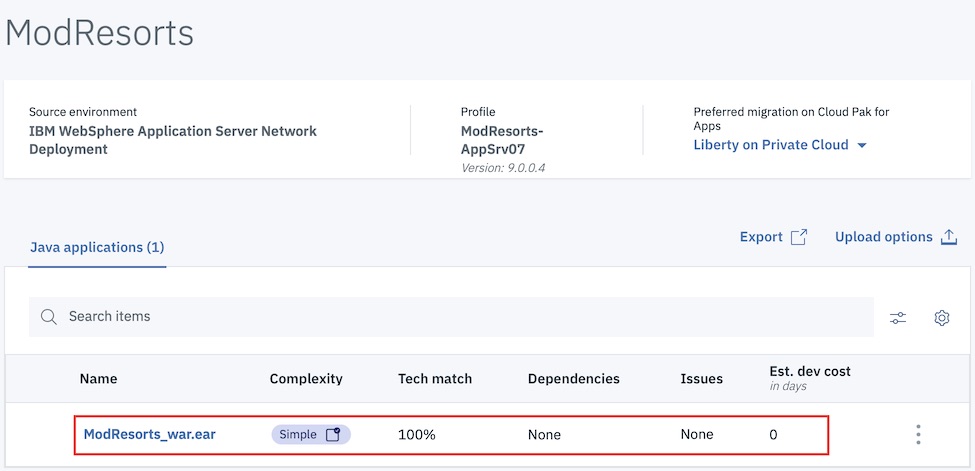 ModResorts
Source environment
IBM WebSphere Application Server Network
Deployment
Profile
ModResorts-
AppSrv07
Version: 9.0.0.4
Preferred migration on Cloud Pak for
Apps
Liberty on Private Cloud
Java applications (1)
Export
Upload options
Search items
Name Complexity Tech match Dependencies Issues Est. dev cost
in days
ModResorts_war.ear Simple 100% None None 0